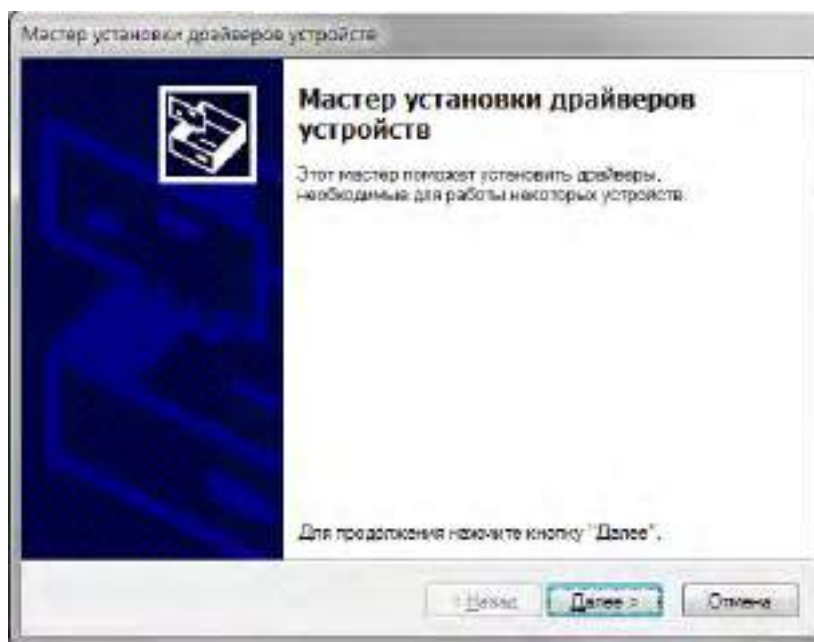 Мастер установки драйверов устройств
Мастер установки драйверов
устройств
Этот мастер поможет установить драйверы,
необходимые для работы некоторых устройств.
Для продолжения нажмите кнопку "Далее".
< Назад
Далее >
Отмена